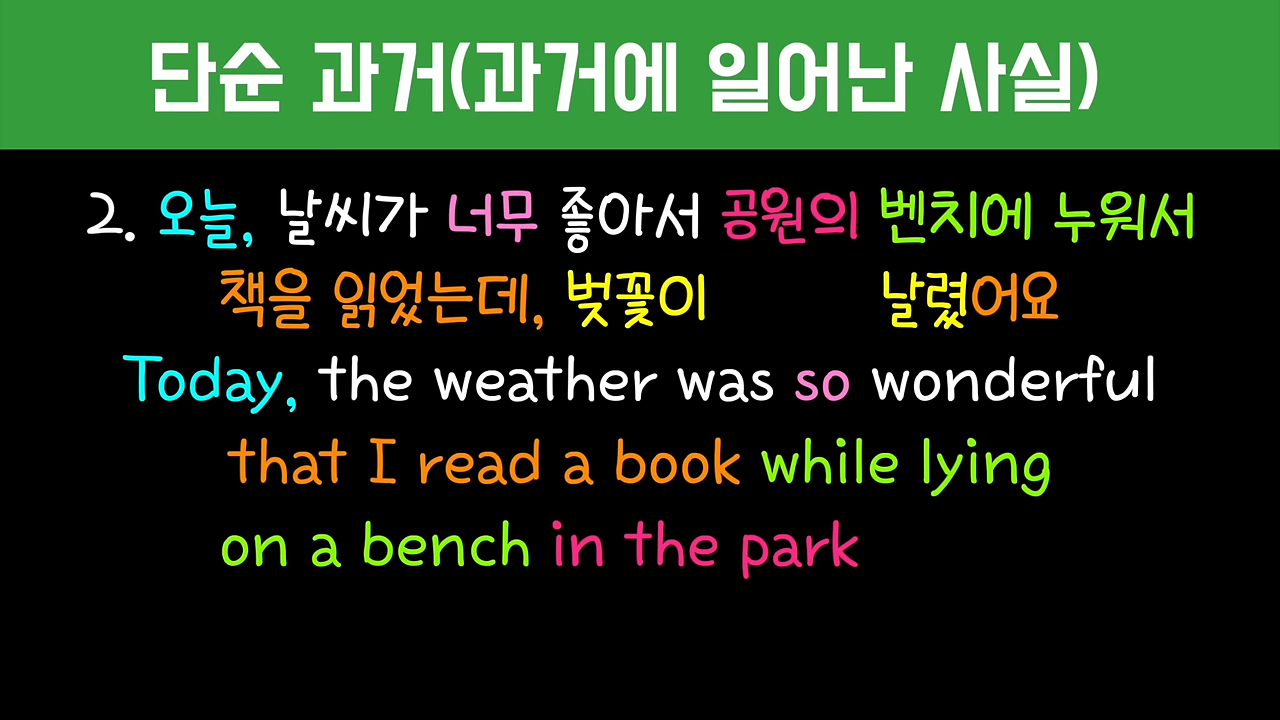 단순 과거(과거에 일어난 사실)
2. 오늘, 날씨가 너무 좋아서 공원의 벤치에 누워서
책을 읽었는데, 벚꽃이 날렸어요
Today, the weather was so wonderful
that I read a book while lying
on a bench in the park